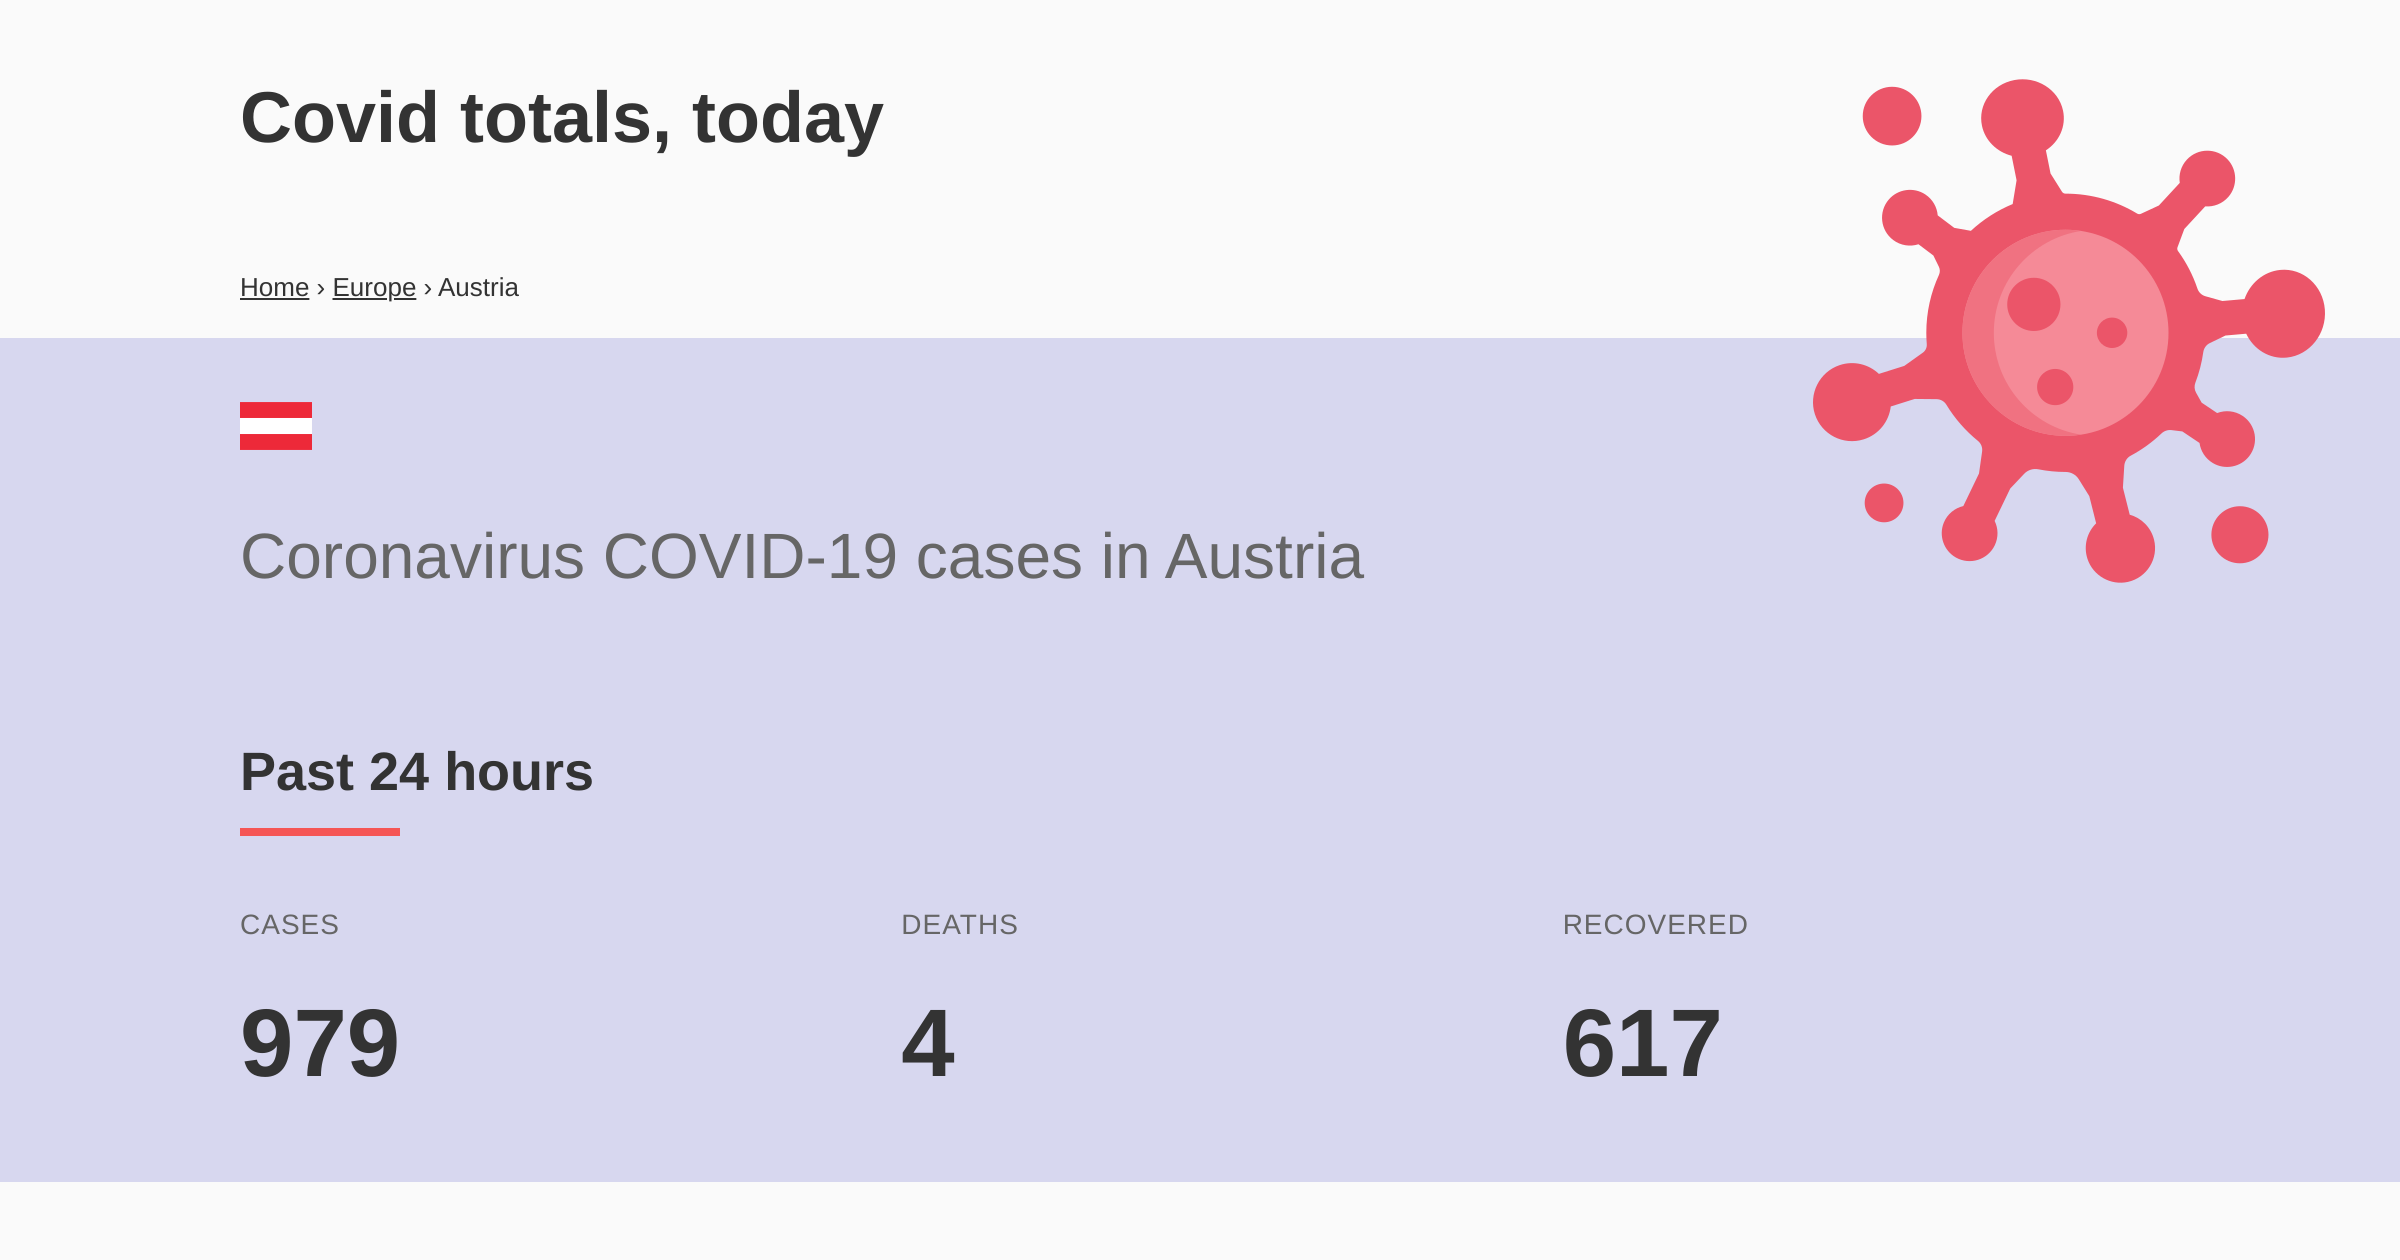 Covid totals, today
Home › Europe › Austria
Coronavirus COVID-19 cases in Austria
Past 24 hours
CASES DEATHS RECOVERED
979 4 617